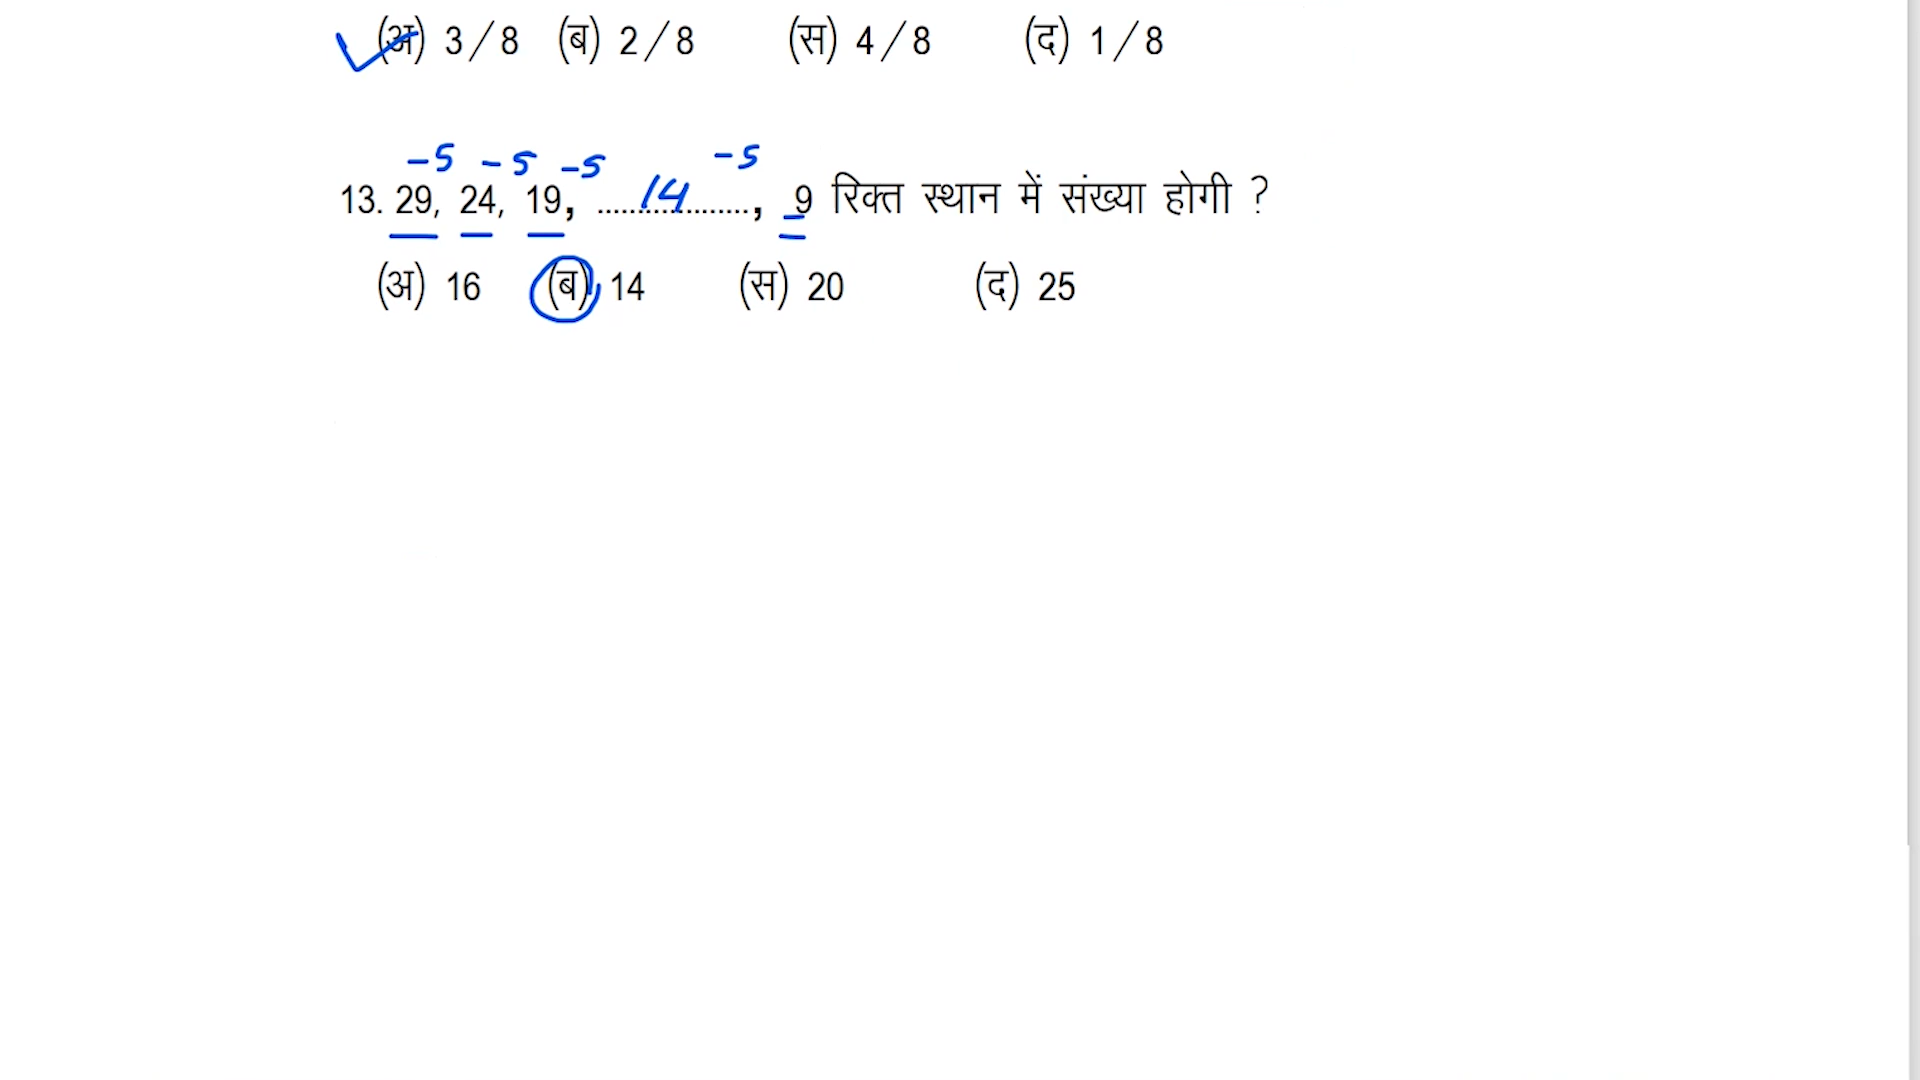 (अ) 3/8 (ब) 2/8 (स) 4/8 (द) 1/8
-5 -5 -5 -5
13. 29, 24, 19, ................... 14, 9 रिक्त स्थान में संख्या होगी ?
(अ) 16 (ब) 14 (स) 20 (द) 25